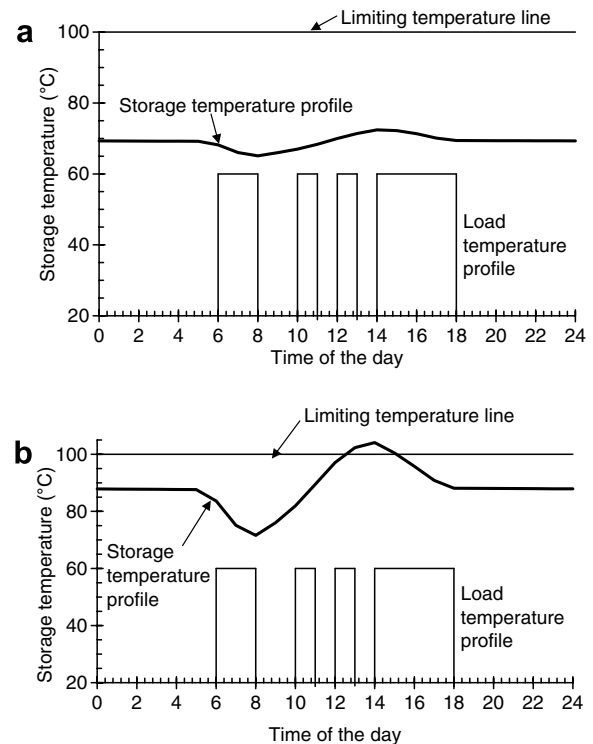 a
Limiting temperature line
Storage temperature (°C)
100
80
60
40
20
Storage temperature profile
Load
temperature
profile
0 2 4 6 8 10 12 14 16 18 20 22 24
Time of the day
b
Limiting temperature line
Storage temperature (°C)
100
80
60
40
20
Storage
temperature
profile
Load
temperature
profile
0 2 4 6 8 10 12 14 16 18 20 22 24
Time of the day